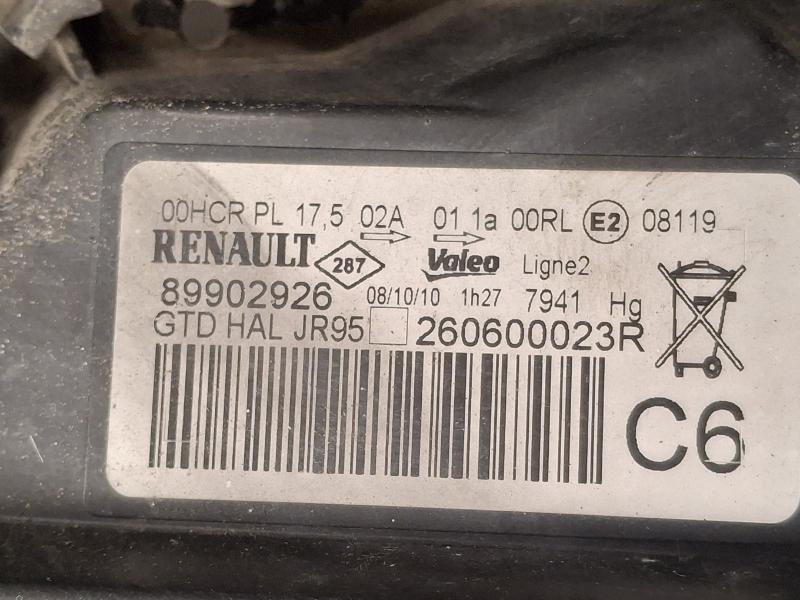 00HCR PL 17,5 02A 01 1a 00RL E2 08119
RENAULT 287 Valeo Ligne2
89902926 08/10/10 1h27 7941 Hg
GTD HAL JR95 260600023R
C6